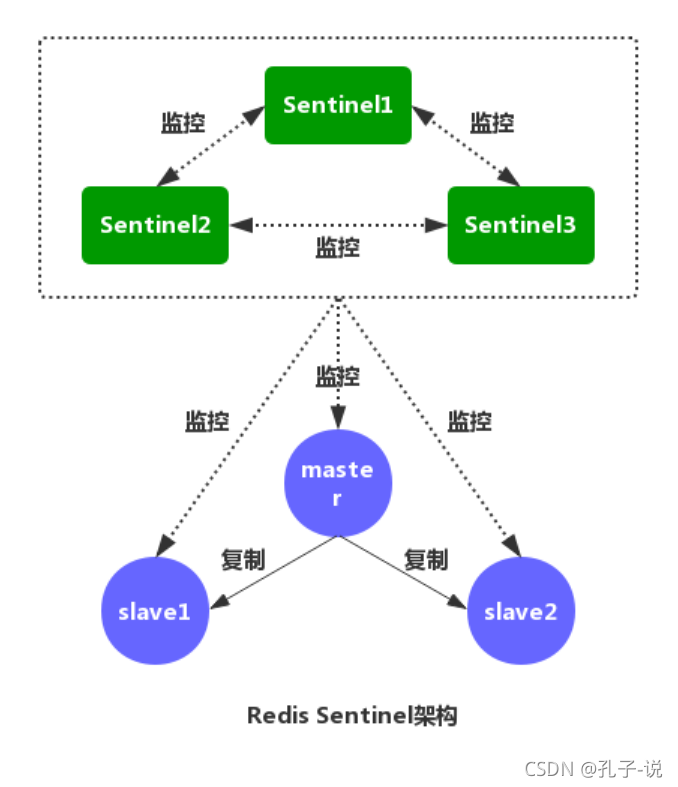 Sentinel1
监控
监控
Sentinel2
Sentinel3
监控
监控
监控
监控
maste
r
复制
复制
slave1
slave2
Redis Sentinel架构
CSDN @孔子-说